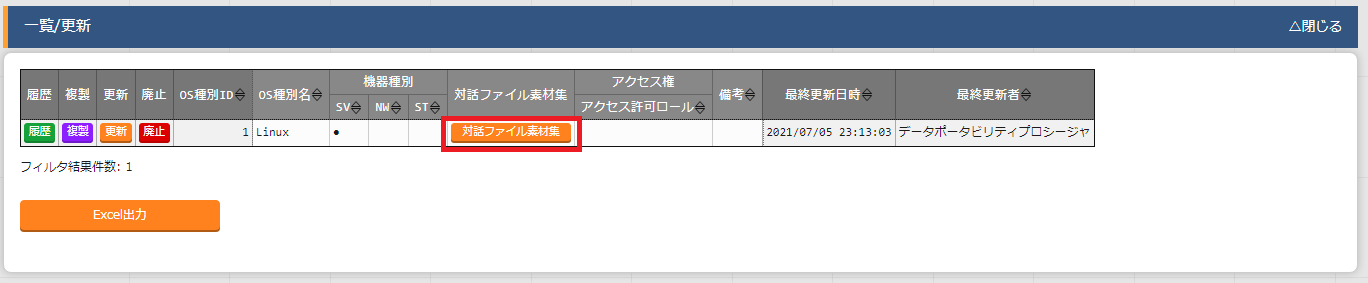 一覧/更新 △閉じる
機器種別 アクセス権
履歴 複製 更新 廃止 OS種別ID OS種別名 対話ファイル素材集 備考 最終更新日時 最終更新者
SV NW ST アクセス許可ロール
履歴 複製 更新 廃止 1 Linux ● 対話ファイル素材集 2021/07/05 23:13:03 データポータビリティプロシージャ
フィルタ結果件数: 1
Excel出力